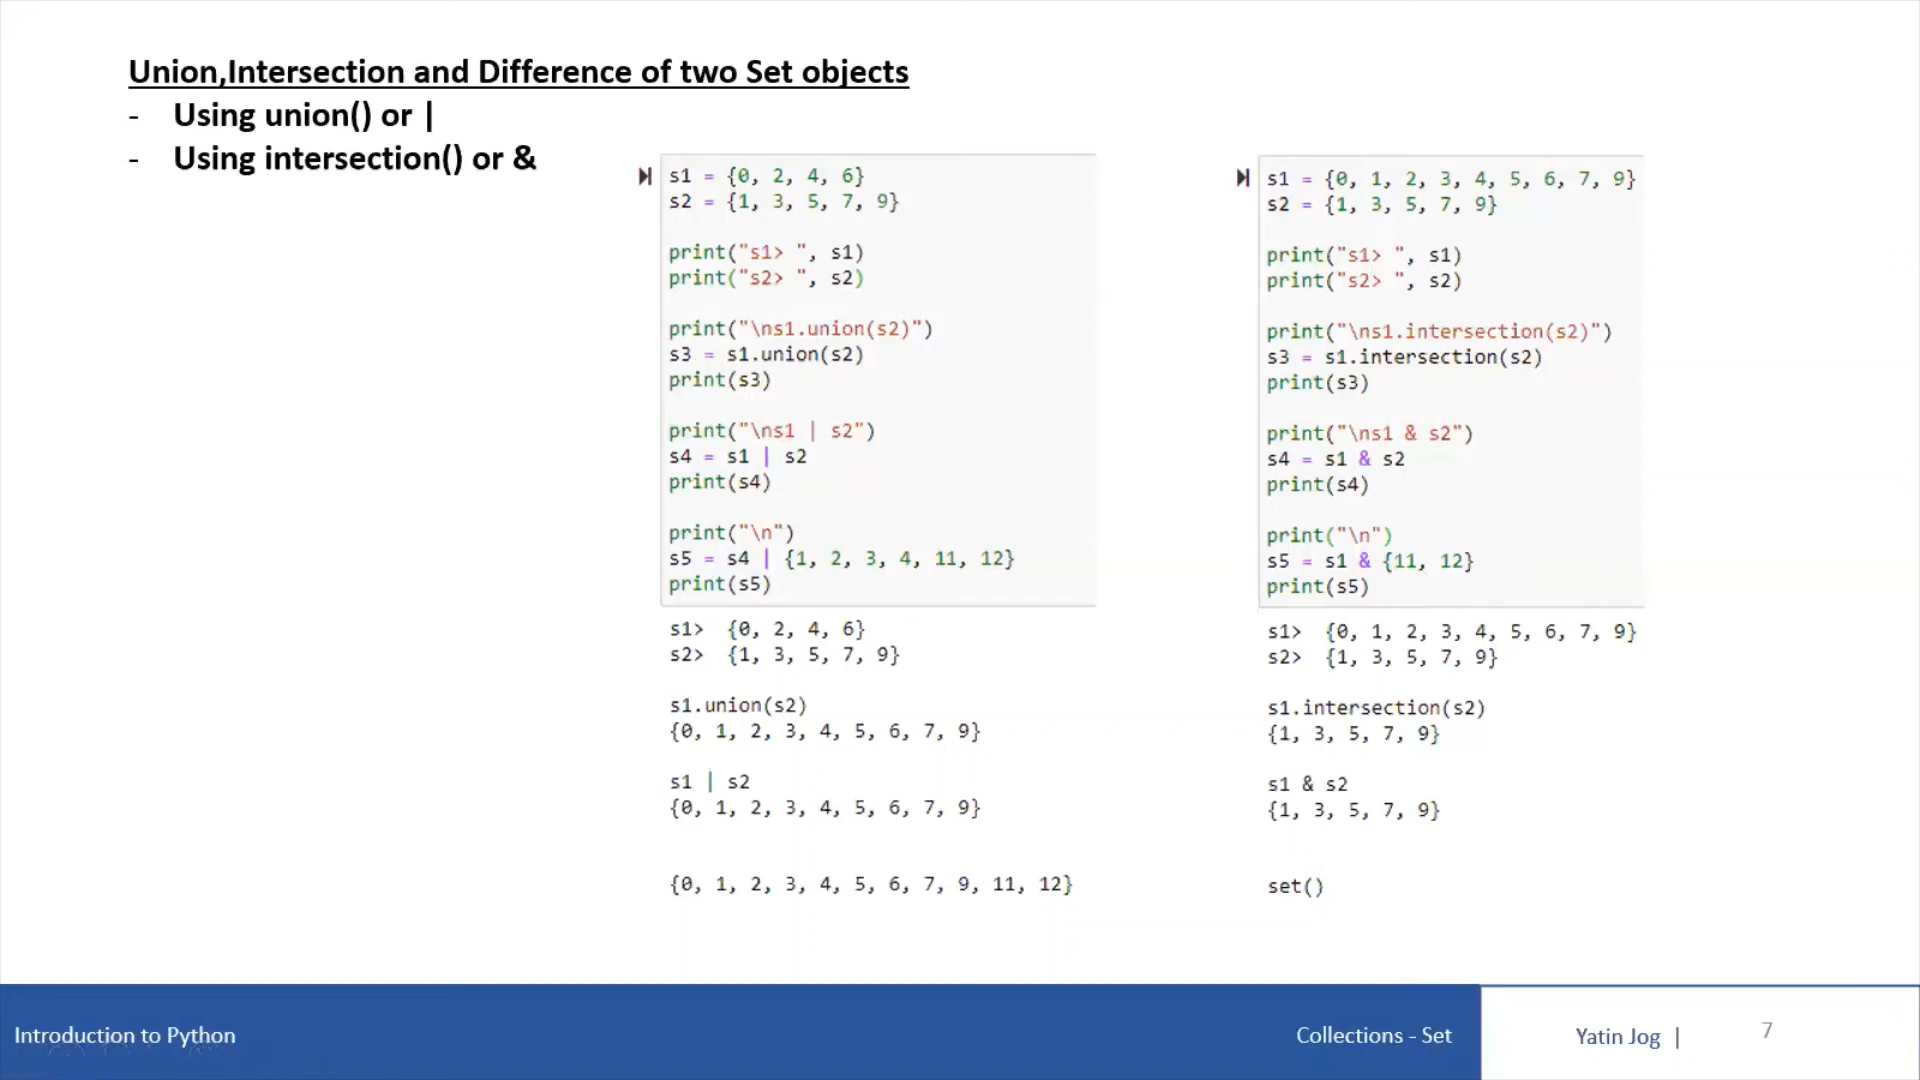 Union,Intersection and Difference of two Set objects
- Using union() or |
- Using intersection() or &
s1 = {0, 2, 4, 6}
s2 = {1, 3, 5, 7, 9}
print("s1> ", s1)
print("s2> ", s2)
print("\ns1.union(s2)")
s3 = s1.union(s2)
print(s3)
print("\ns1 | s2")
s4 = s1 | s2
print(s4)
print("\n")
s5 = s4 | {1, 2, 3, 4, 11, 12}
print(s5)
s1> {0, 2, 4, 6}
s2> {1, 3, 5, 7, 9}
s1.union(s2)
{0, 1, 2, 3, 4, 5, 6, 7, 9}
s1 | s2
{0, 1, 2, 3, 4, 5, 6, 7, 9}
{0, 1, 2, 3, 4, 5, 6, 7, 9, 11, 12}
s1 = {0, 1, 2, 3, 4, 5, 6, 7, 9}
s2 = {1, 3, 5, 7, 9}
print("s1> ", s1)
print("s2> ", s2)
print("\ns1.intersection(s2)")
s3 = s1.intersection(s2)
print(s3)
print("\ns1 & s2")
s4 = s1 & s2
print(s4)
print("\n")
s5 = s1 & {11, 12}
print(s5)
s1> {0, 1, 2, 3, 4, 5, 6, 7, 9}
s2> {1, 3, 5, 7, 9}
s1.intersection(s2)
{1, 3, 5, 7, 9}
s1 & s2
{1, 3, 5, 7, 9}
set()
Introduction to Python
Collections - Set
Yatin Jog |
7